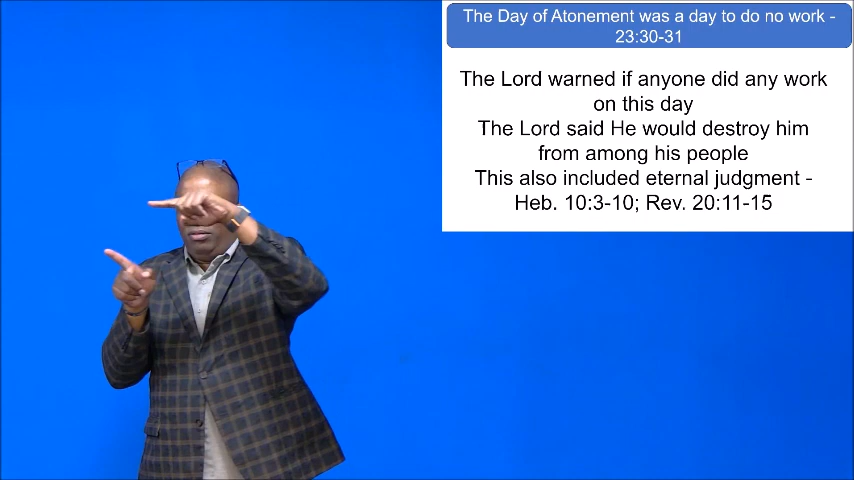 The Day of Atonement was a day to do no work -
23:30-31
The Lord warned if anyone did any work
on this day
The Lord said He would destroy him
from among his people
This also included eternal judgment -
Heb. 10:3-10; Rev. 20:11-15